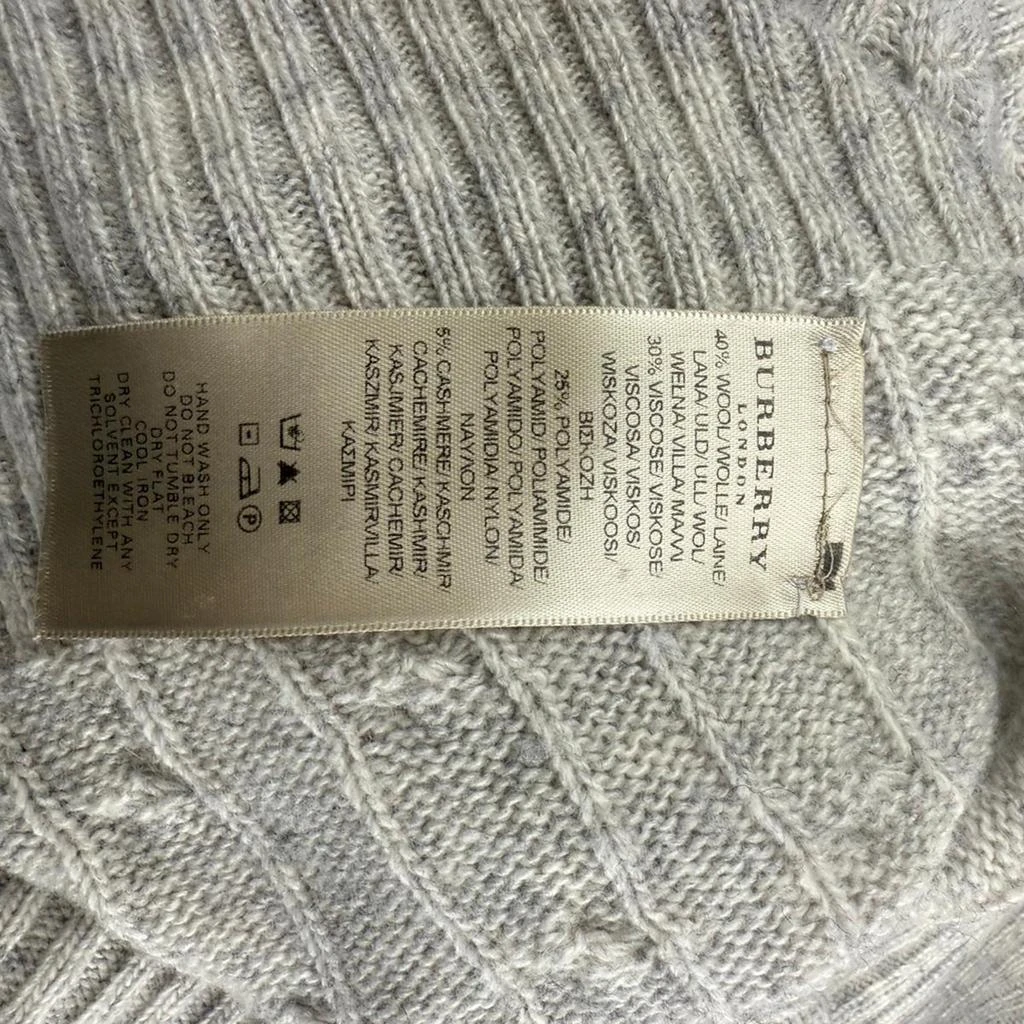 BURBERRY
LONDON
40% WOOL/ WOLLE/ LAINE/
LANA/ ULD/ ULL/ WOL/
WEŁNA/ VILLA/ ΜΑΛΛΙ
30% VISCOSE/ VISKOSE/
VISCOSA/ VISKOS/
WISKOZA/ VISKOOSI/
ΒΙΣΚΟΖΗ
25% POLYAMIDE/
POLYAMID/ POLIAMMIDE/
POLYAMIDO/ POLYAMIDA/
POLYAMIDIA/ NYLON/
ΝΑΥΛΟΝ
5% CASHMERE/ KASCHMIR/
CACHEMIRE/ KASHMIR/
KASJMIER/ CACHEMIR/
KASZMIR/ KASMIRVILLA/
ΚΑΣΜΙΡΙ
P
HAND WASH ONLY
DO NOT BLEACH
DO NOT TUMBLE DRY
DRY FLAT
COOL IRON
DRY CLEAN WITH ANY
SOLVENT EXCEPT
TRICHLOROETHYLENE